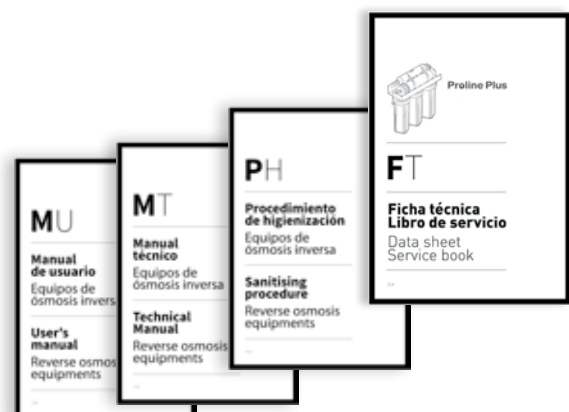 MU
Manual
de usuario
Equipos de
ósmosis invers
User's
manual
Reverse osmos
equipments
MT
Manual
técnico
Equipos de
ósmosis inversa
Technical
Manual
Reverse osmosis
equipments
PH
Procedimiento
de higienización
Equipos de
ósmosis inversa
Sanitising
procedure
Reverse osmosis
equipments
Proline Plus
FT
Ficha técnica
Libro de servicio
Data sheet
Service book